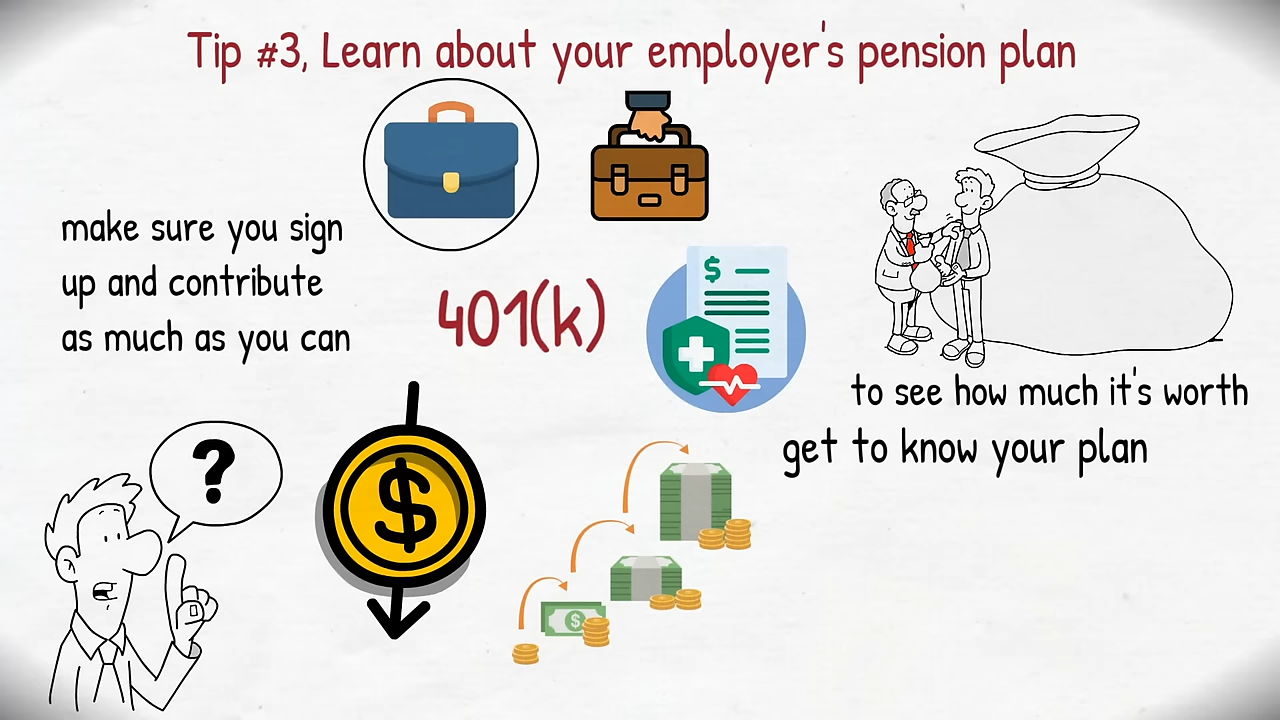 Tip #3, Learn about your employer's pension plan
make sure you sign
up and contribute
as much as you can
401(k)
$
to see how much it's worth
get to know your plan
?
$
$